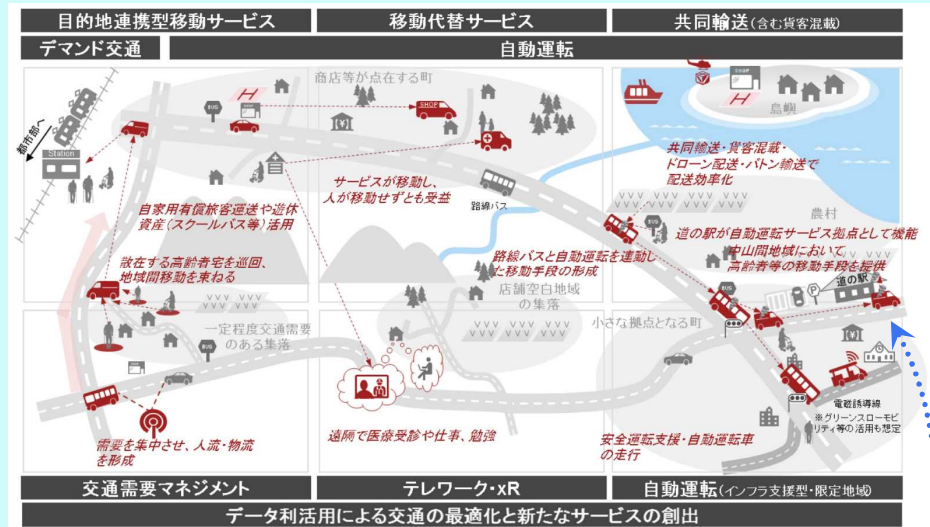 目的地連携型移動サービス
移動代替サービス
共同輸送(含む貨客混載)
デマンド交通
自動運転
商店等が点在する町
島嶼
都市部へ
Station
BUS
SHOP
SHOP
共同輸送・貨客混載・
ドローン配送・バトン輸送で
配送効率化
サービスが移動し、
人が移動せずとも受益
路線バス
自家用有償旅客運送や遊休
資産(スクールバス等)活用
農村
BUS
道の駅が自動運転サービス拠点として機能
中山間地域において
高齢者等の移動手段を提供
路線バスと自動運転を連動し
た移動手段の形成
散在する高齢者宅を巡回、
地域間移動を束ねる
道の駅
店舗空白地域
の集落
BUS
P
小さな拠点となる町
一定程度交通需要
のある集落
BUS
電磁誘導線
※グリーンスローモビ
リティ等の活用も想定
需要を集中させ、人流・物流
を形成
遠隔で医療受診や仕事、勉強
安全運転支援・自動運転車
の走行
交通需要マネジメント
テレワーク・xR
自動運転(インフラ支援型・限定地域)
データ利活用による交通の最適化と新たなサービスの創出